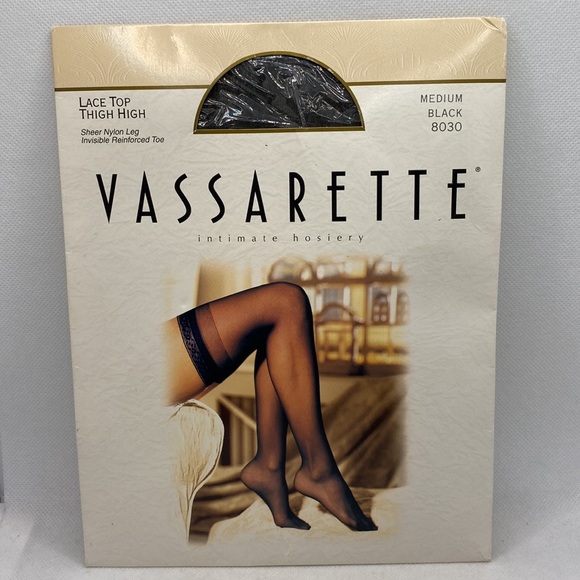 LACE TOP
THIGH HIGH
Sheer Nylon Leg
Invisible Reinforced Toe
MEDIUM
BLACK
8030
VASSARETTE®
intimate hosiery